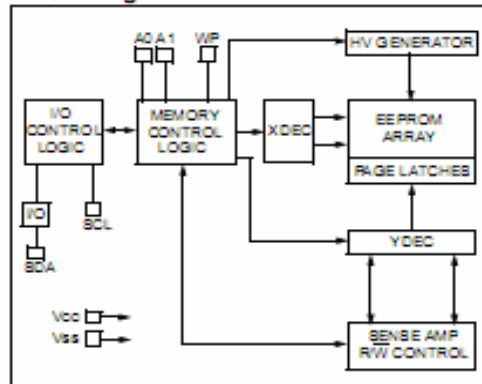 A0 A1 WP
HV GENERATOR
I/O
CONTROL
LOGIC
MEMORY
CONTROL
LOGIC
XDEC
EEPROM
ARRAY
PAGE LATCHES
I/O
SCL
SDA
YDEC
Vcc
Vss
SENSE AMP
R/W CONTROL